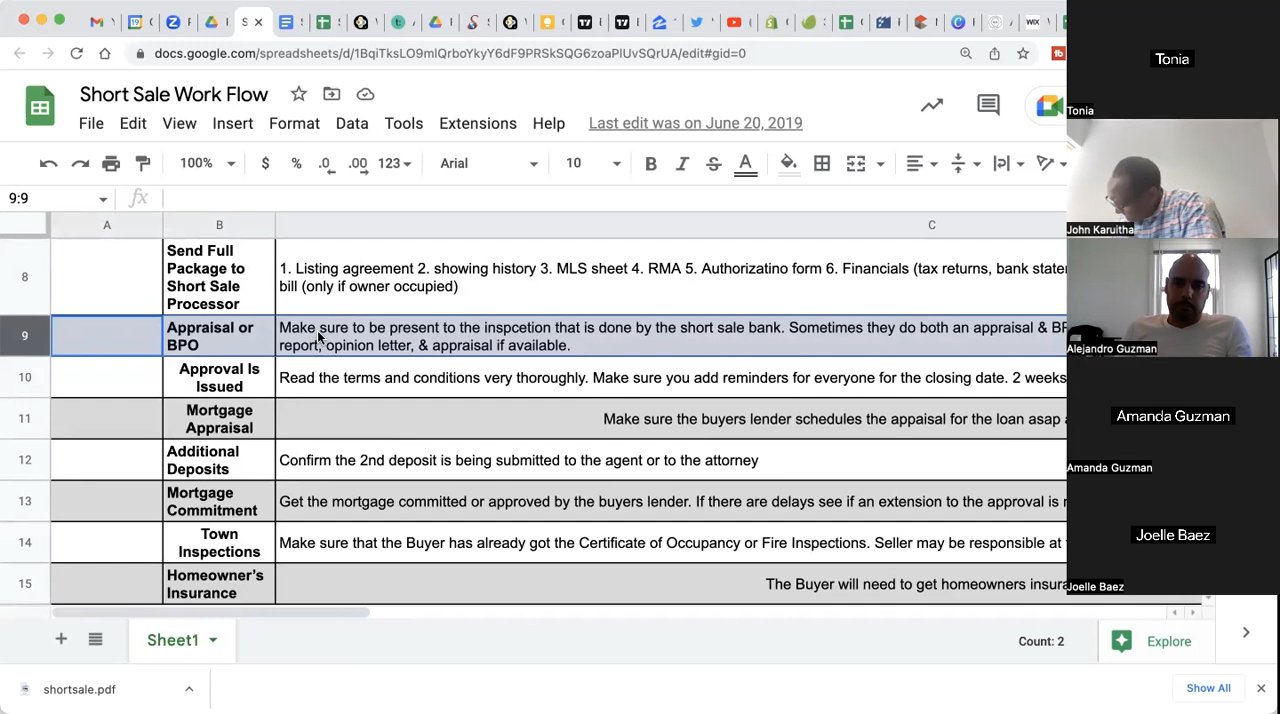 docs.google.com/spreadsheets/d/1BqiTksLO9mlQrboYkyY6dF9PRSkSQG6zoaPlUvSQrUA/edit#gid=0
Short Sale Work Flow
File Edit View Insert Format Data Tools Extensions Help Last edit was on June 20, 2019
100% $ % .0 .00 123 Arial 10 B I S A
9:9 fx
A B C
8
Send Full
Package to
Short Sale
Processor
1. Listing agreement 2. showing history 3. MLS sheet 4. RMA 5. Authorizatino form 6. Financials (tax returns, bank
bill (only if owner occupied)
9
Appraisal or
BPO
Make sure to be present to the inspcetion that is done by the short sale bank. Sometimes they do both an appraisal &
report, opinion letter, & appraisal if available.
10
Approval Is
Issued
Read the terms and conditions very thoroughly. Make sure you add reminders for everyone for the closing date. 2 weeks
11
Mortgage
Appraisal
Make sure the buyers lender schedules the appraisal for the loan asap
12
Additional
Deposits
Confirm the 2nd deposit is being submitted to the agent or to the attorney
13
Mortgage
Commitment
Get the mortgage committed or approved by the buyers lender. If there are delays see if an extension to the approval is
14
Town
Inspections
Make sure that the Buyer has already got the Certificate of Occupancy or Fire Inspections. Seller may be responsible at
15
Homeowner's
Insurance
The Buyer will need to get homeowners
Sheet1
Count: 2
Explore
shortsale.pdf
Show All
Tonia
Tonia
John Karuitha
Alejandro Guzman
Amanda Guzman
Amanda Guzman
Joelle Baez
Joelle Baez